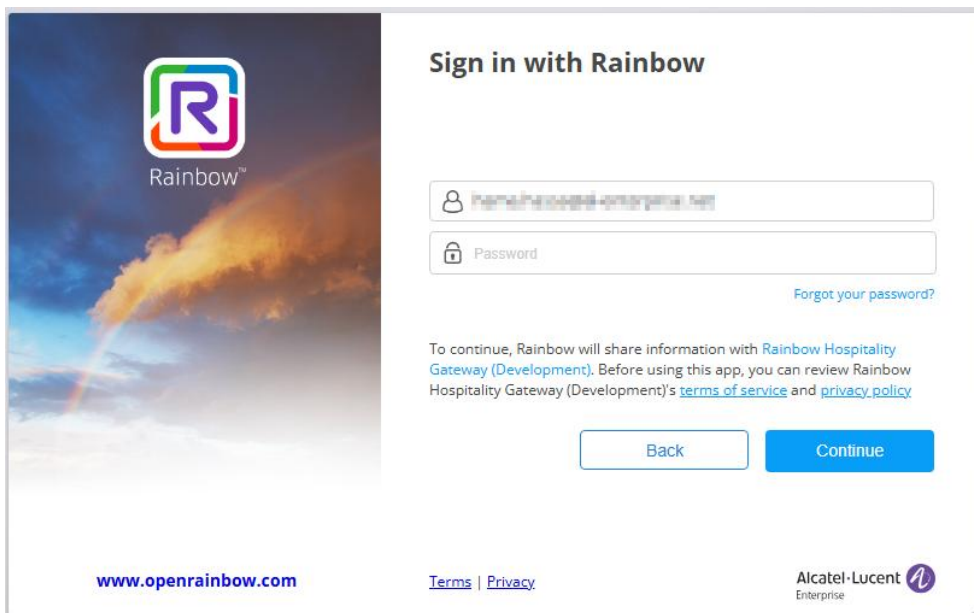 R
Rainbow™
www.openrainbow.com
Sign in with Rainbow
Password
Forgot your password?
To continue, Rainbow will share information with Rainbow Hospitality
Gateway (Development). Before using this app, you can review Rainbow
Hospitality Gateway (Development)'s terms of service and privacy policy
Back Continue
Terms | Privacy
Alcatel·Lucent
Enterprise